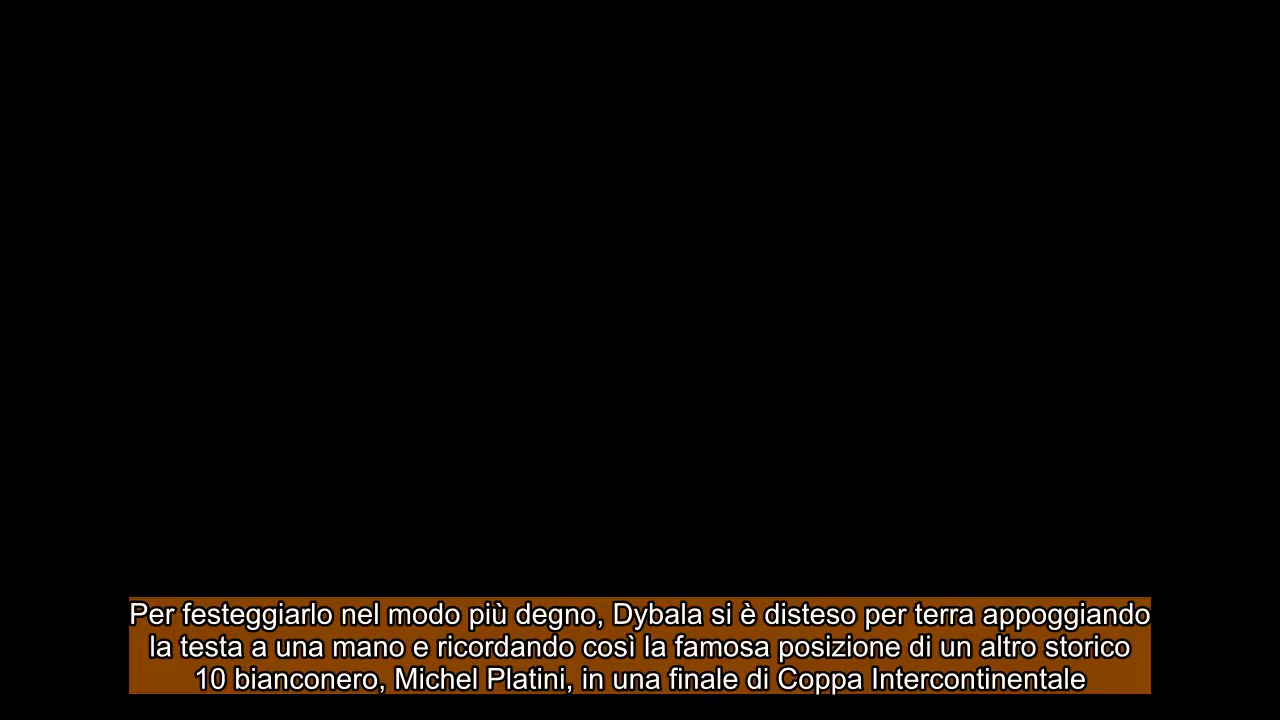 Per festeggiarlo nel modo più degno, Dybala si è disteso per terra appoggiando
la testa a una mano e ricordando così la famosa posizione di un altro storico
10 bianconero, Michel Platini, in una finale di Coppa Intercontinentale